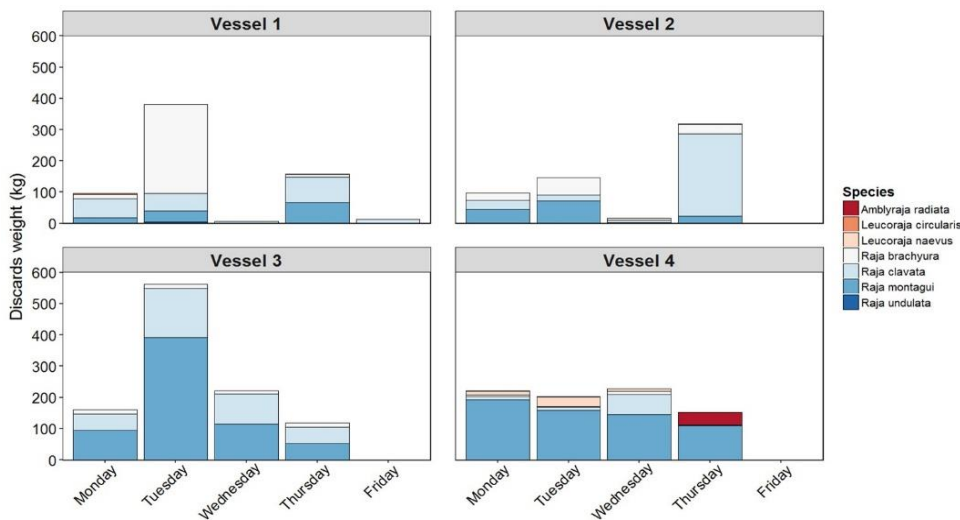 Vessel 1
Vessel 2
600
500
400
300
200
100
0
Discards weight (kg)
Vessel 3
Vessel 4
600
500
400
300
200
100
0
Monday
Tuesday
Wednesday
Thursday
Friday
Monday
Tuesday
Wednesday
Thursday
Friday
Species
Amblyraja radiata
Leucoraja circularis
Leucoraja naevus
Raja brachyura
Raja clavata
Raja montagui
Raja undulata